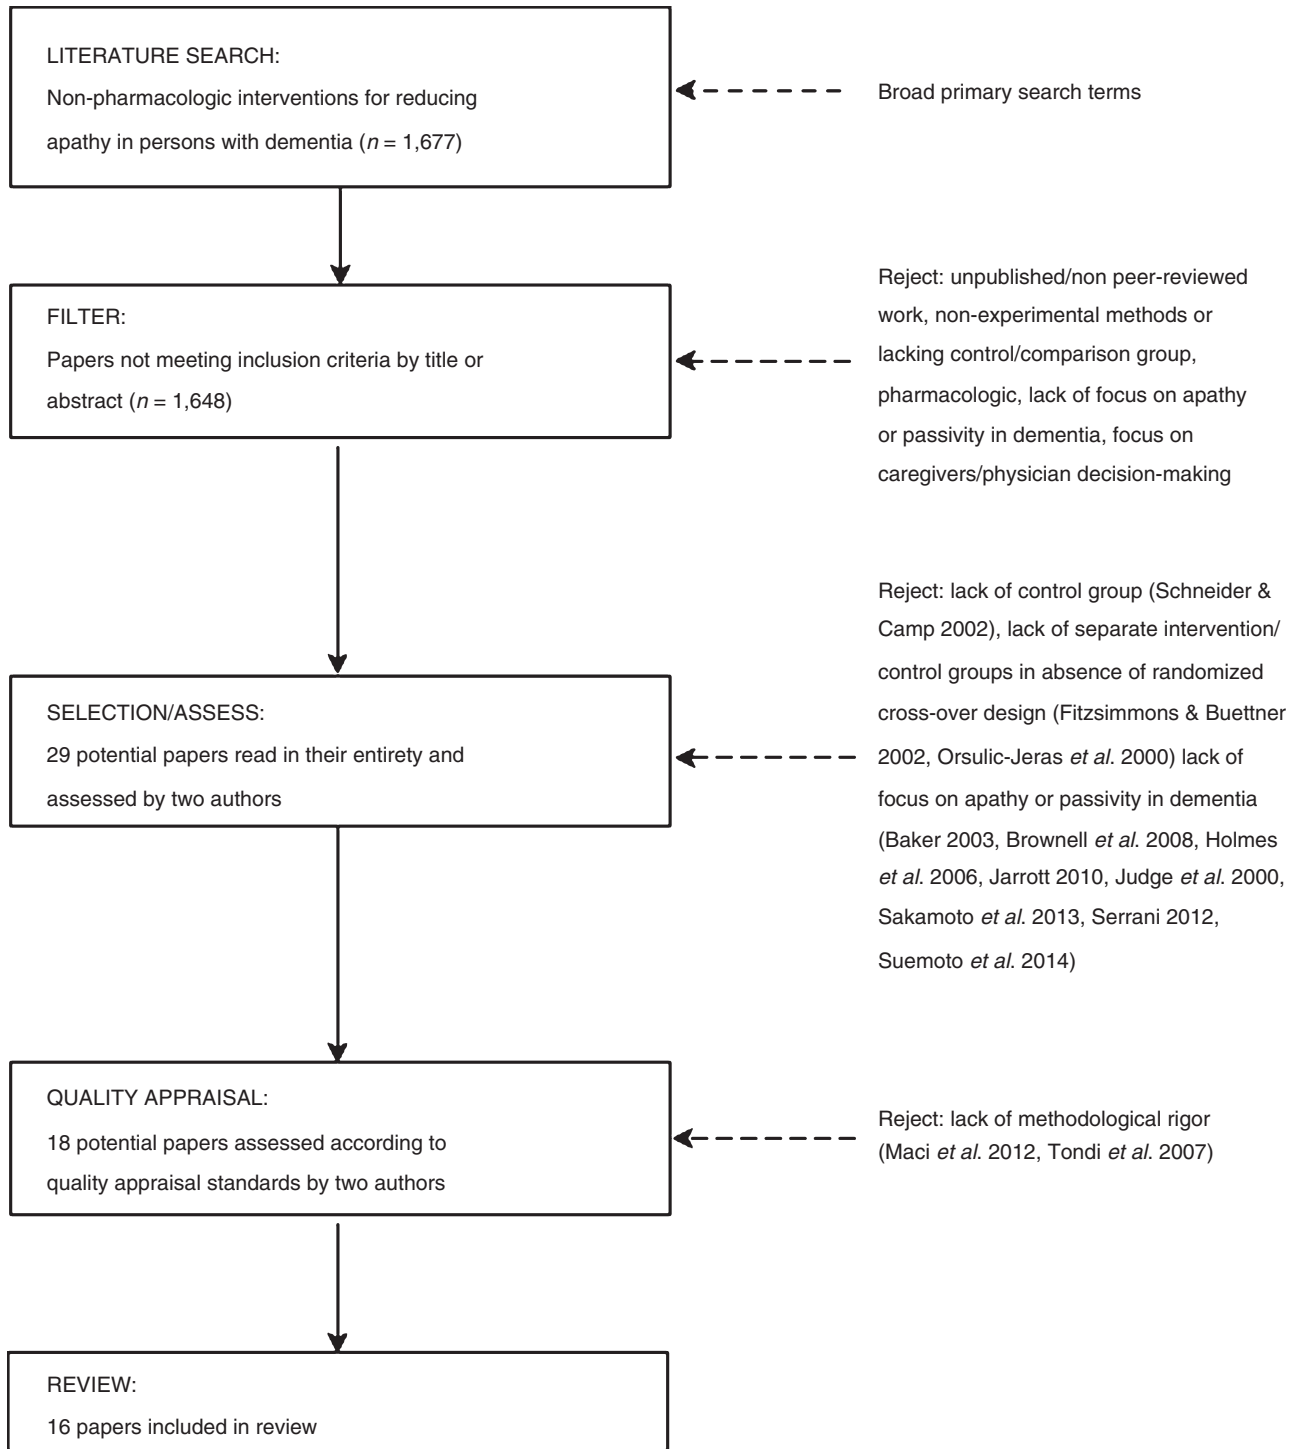 LITERATURE SEARCH:
Non-pharmacologic interventions for reducing
apathy in persons with dementia (n = 1,677)
Broad primary search terms
FILTER:
Papers not meeting inclusion criteria by title or
abstract (n = 1,648)
Reject: unpublished/non peer-reviewed
work, non-experimental methods or
lacking control/comparison group,
pharmacologic, lack of focus on apathy
or passivity in dementia, focus on
caregivers/physician decision-making
SELECTION/ASSESS:
29 potential papers read in their entirety and
assessed by two authors
Reject: lack of control group (Schneider &
Camp 2002), lack of separate intervention/
control groups in absence of randomized
cross-over design (Fitzsimmons & Buettner
2002, Orsulic-Jeras et al. 2000) lack of
focus on apathy or passivity in dementia
(Baker 2003, Brownell et al. 2008, Holmes
et al. 2006, Jarrott 2010, Judge et al. 2000,
Sakamoto et al. 2013, Serrani 2012,
Suemoto et al. 2014)
QUALITY APPRAISAL:
18 potential papers assessed according to
quality appraisal standards by two authors
Reject: lack of methodological rigor
(Maci et al. 2012, Tondi et al. 2007)
REVIEW:
16 papers included in review